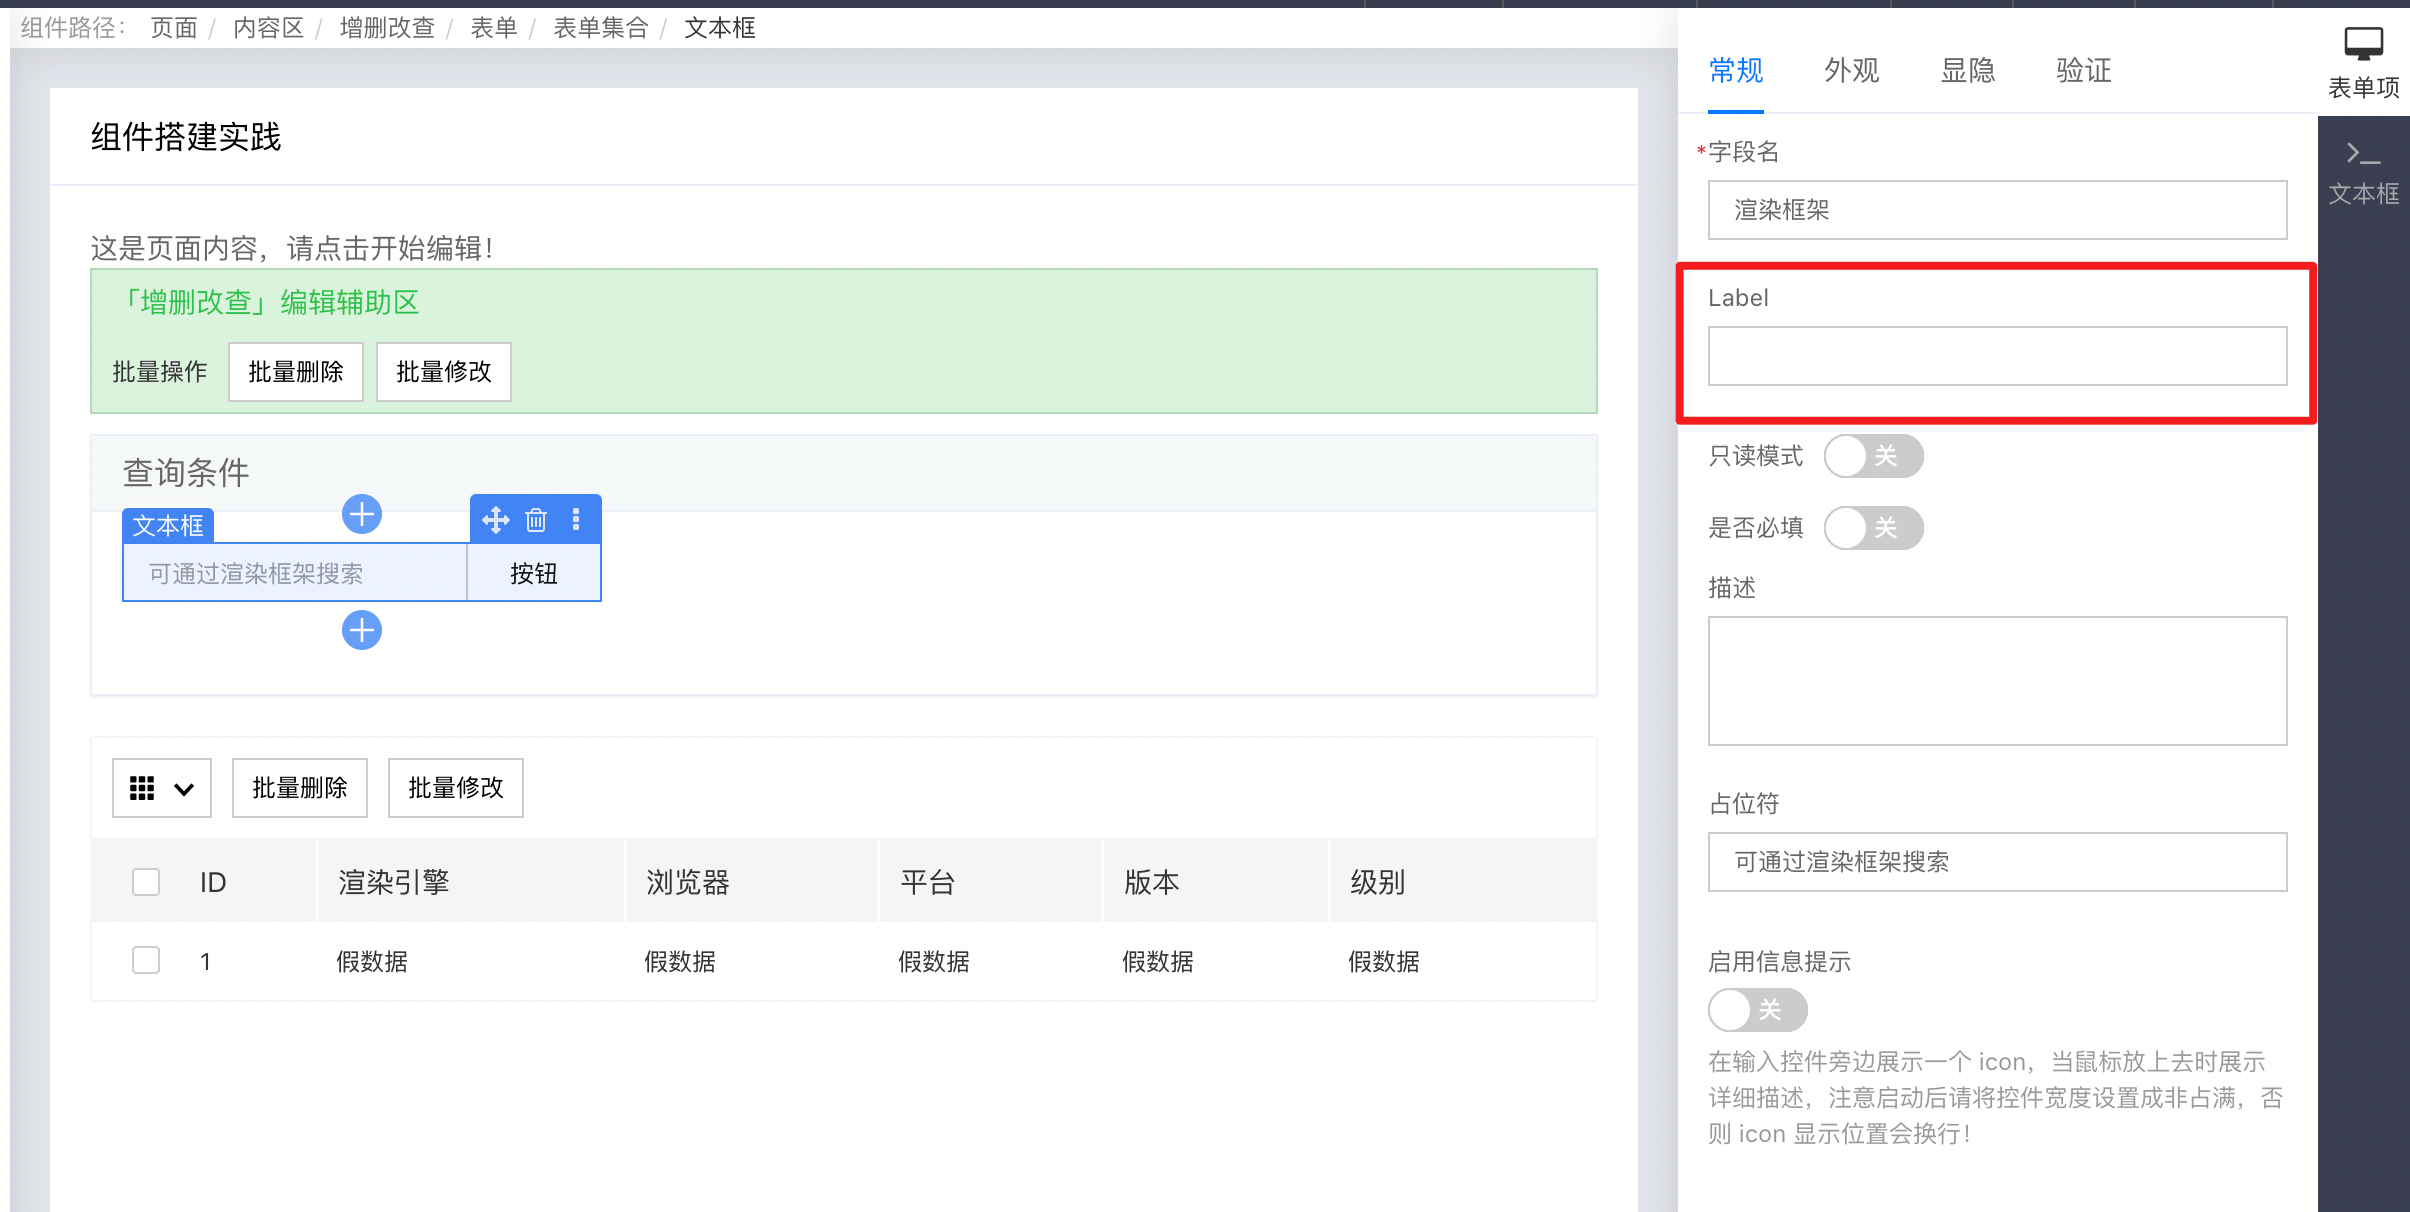 组件路径： 页面 / 内容区 / 增删改查 / 表单 / 表单集合 / 文本框
组件搭建实践
这是页面内容，请点击开始编辑！
「增删改查」编辑辅助区
批量操作 批量删除 批量修改
查询条件
文本框
可通过渲染框架搜索 按钮
批量删除 批量修改
ID 渲染引擎 浏览器 平台 版本 级别
1 假数据 假数据 假数据 假数据 假数据
常规 外观 显隐 验证
*字段名
渲染框架
Label
只读模式 关
是否必填 关
描述
占位符
可通过渲染框架搜索
启用信息提示
关
在输入控件旁边展示一个 icon，当鼠标放上去时展示
详细描述，注意启动后请将控件宽度设置成非占满，否
则 icon 显示位置会换行！
表单项
文本框